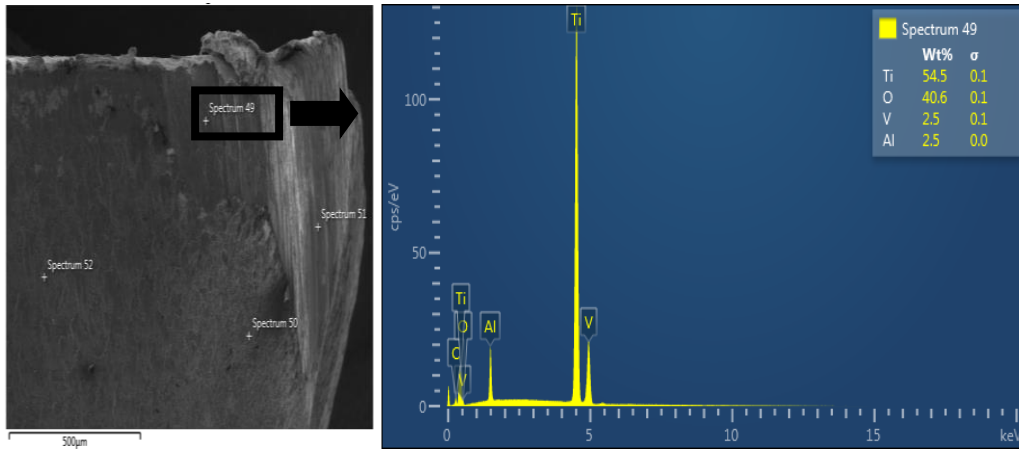 Spectrum 49
Spectrum 51
Spectrum 52
Spectrum 50
500μm
Ti
100
50
0
cps/eV
Ti
O
C
V
Al
V
0
5
10
15
keV
Spectrum 49
Wt% σ
Ti 54.5 0.1
O 40.6 0.1
V 2.5 0.1
Al 2.5 0.0